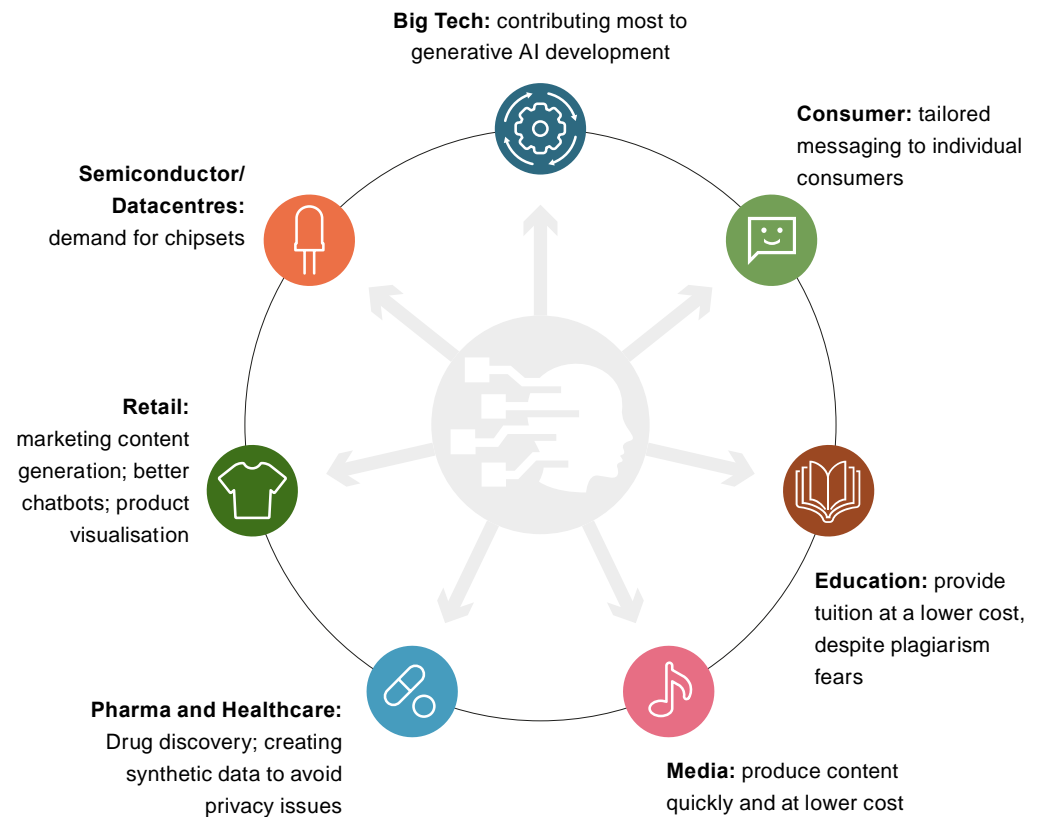 Big Tech: contributing most to
generative AI development
Consumer: tailored
messaging to individual
consumers
Semiconductor/
Datacentres:
demand for chipsets
Retail:
marketing content
generation; better
chatbots; product
visualisation
Education: provide
tuition at a lower cost,
despite plagiarism
fears
Pharma and Healthcare:
Drug discovery; creating
synthetic data to avoid
privacy issues
Media: produce content
quickly and at lower cost